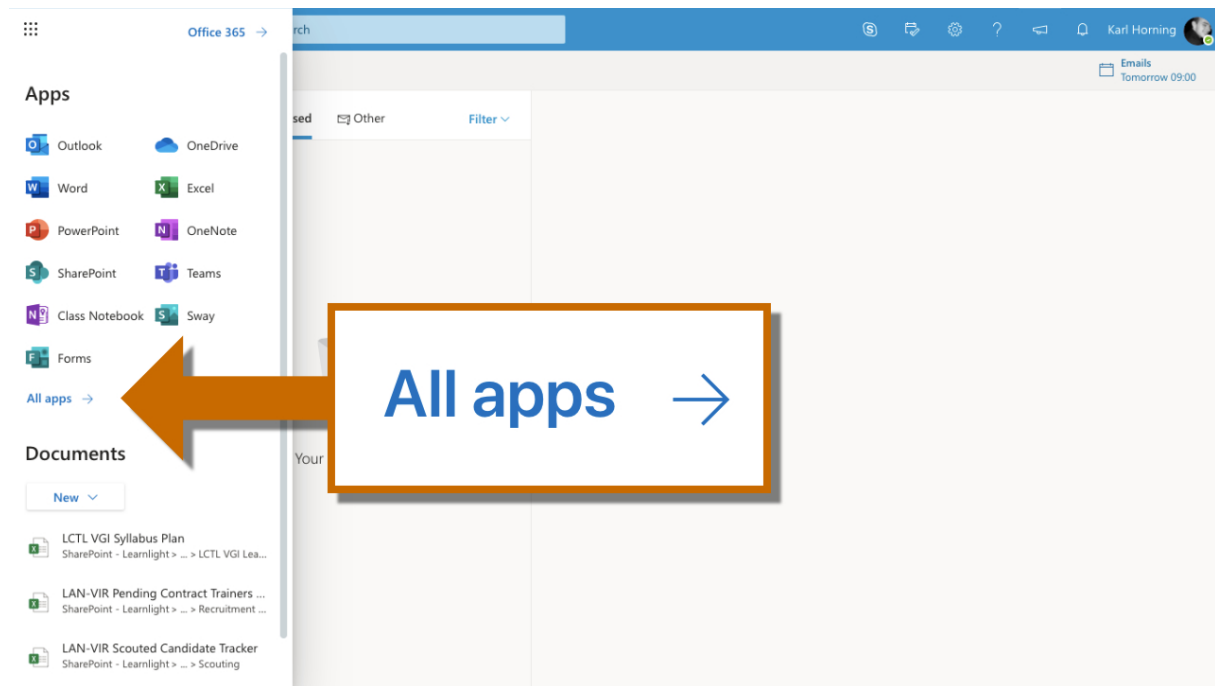 Office 365 →
rch
Karl Horning
Emails
Tomorrow 09:00
Apps
sed
Other
Filter
Outlook
OneDrive
Word
Excel
PowerPoint
OneNote
SharePoint
Teams
Class Notebook
Sway
Forms
All apps →
All apps →
Documents
Your
New
LCTL VGI Syllabus Plan
SharePoint - Learnlight > ... > LCTL VGI Lea...
LAN-VIR Pending Contract Trainers ...
SharePoint - Learnlight > ... > Recruitment ...
LAN-VIR Scouted Candidate Tracker
SharePoint - Learnlight > ... > Scouting